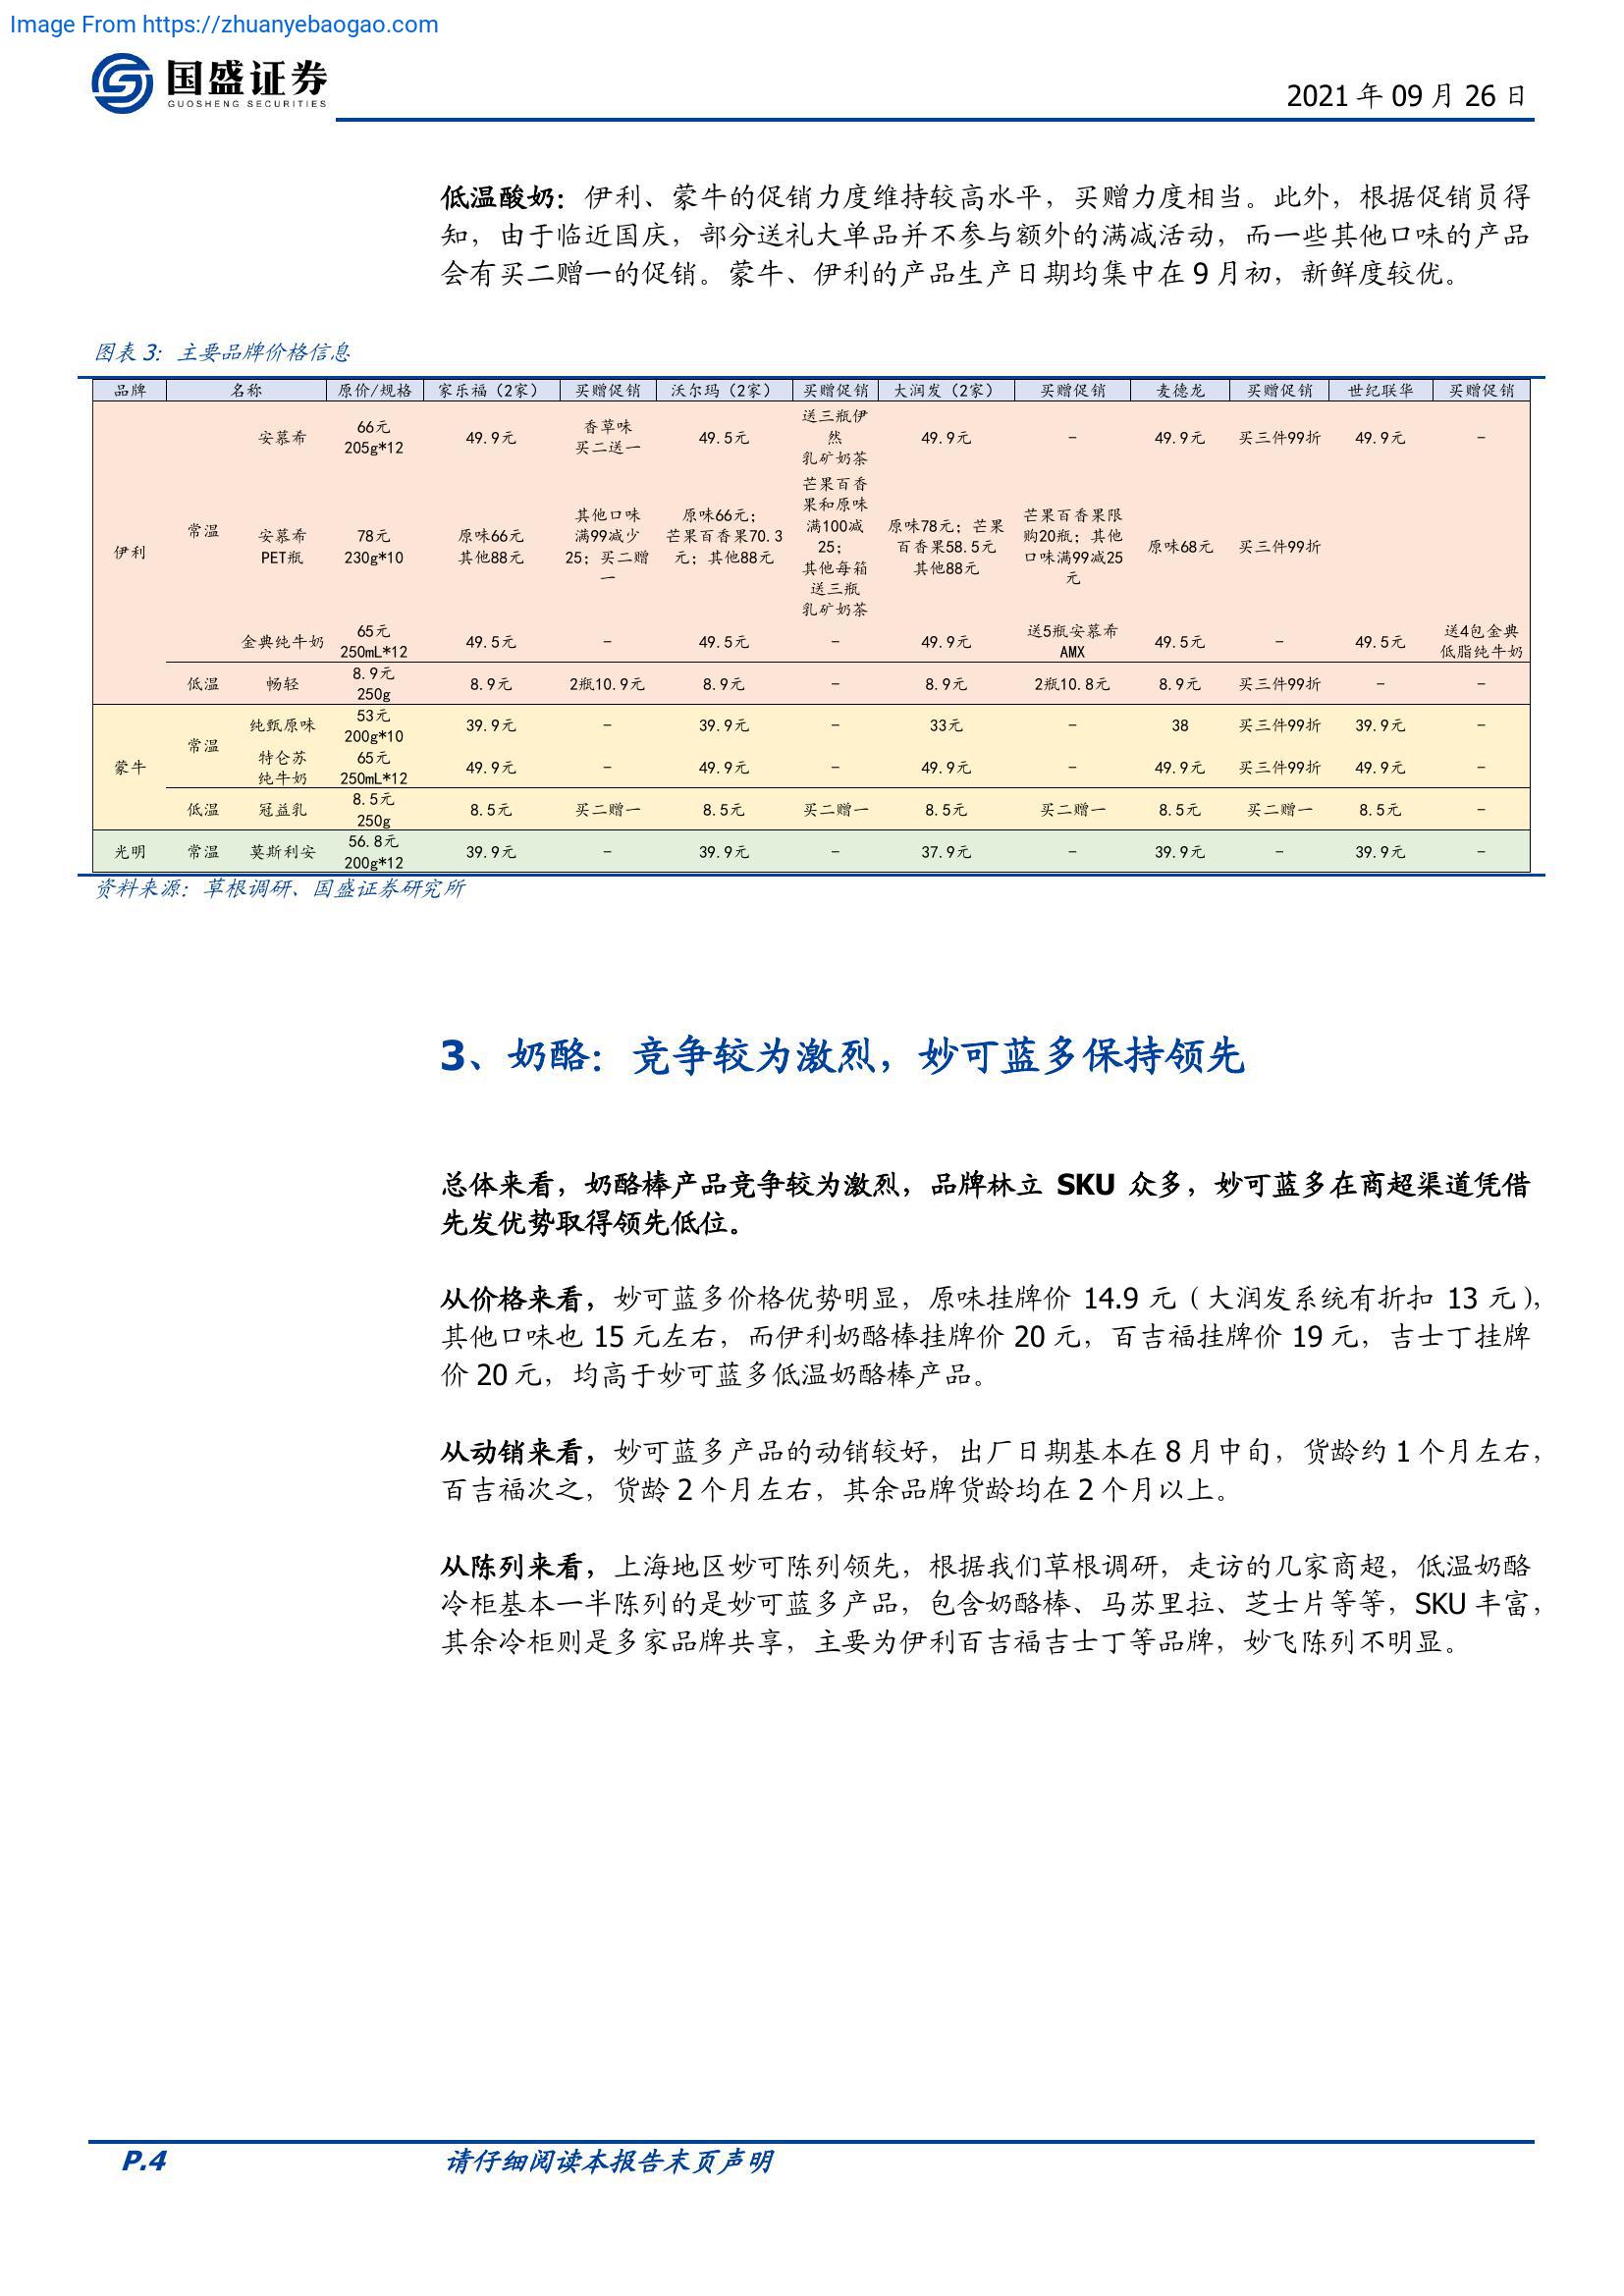 Image From https://zhuanyebaogao.com
国盛证券
GUOSHENG SECURITIES
2021 年 09 月 26 日
低温酸奶：伊利、蒙牛的促销力度维持较高水平，买赠力度相当。此外，根据促销员得
知，由于临近国庆，部分送礼大单品并不参与额外的满减活动，而一些其他口味的产品
会有买二赠一的促销。蒙牛、伊利的产品生产日期均集中在 9 月初，新鲜度较优。
图表 3：主要品牌价格信息
品牌 名称 原价/规格 家乐福（2家） 买赠促销 沃尔玛（2家） 买赠促销 大润发（2家） 买赠促销 麦德龙 买赠促销 世纪联华 买赠促销
伊利 常温 安慕希 66元 205g*12 49.9元 香草味 买二送一 49.5元 送三瓶伊然 乳矿奶茶 49.9元 - 49.9元 买三件99折 49.9元 -
安慕希 PET瓶 78元 230g*10 原味66元 其他88元 其他口味 满99减少25；买二赠一 原味66元；芒果百香果70.3元；其他88元 芒果百香果和原味满100减25；其他每箱送三瓶乳矿奶茶 原味78元；芒果百香果58.5元 其他88元 芒果百香果限购20瓶；其他口味满99减25元 原味68元 买三件99折
金典纯牛奶 65元 250mL*12 49.5元 - 49.5元 - 49.9元 送5瓶安慕希AMX 49.5元 - 49.5元 送4包金典低脂纯牛奶
低温 畅轻 8.9元 250g 8.9元 2瓶10.9元 8.9元 - 8.9元 2瓶10.8元 8.9元 买三件99折 - -
蒙牛 常温 纯甄原味 53元 200g*10 39.9元 - 39.9元 - 33元 - 38 买三件99折 39.9元 -
特仑苏 纯牛奶 65元 250mL*12 49.9元 - 49.9元 - 49.9元 - 49.9元 买三件99折 49.9元 -
低温 冠益乳 8.5元 250g 8.5元 买二赠一 8.5元 买二赠一 8.5元 买二赠一 8.5元 买二赠一 8.5元 -
光明 常温 莫斯利安 56.8元 200g*12 39.9元 - 39.9元 - 37.9元 - 39.9元 - 39.9元 -
资料来源：草根调研、国盛证券研究所
3、奶酪：竞争较为激烈，妙可蓝多保持领先
总体来看，奶酪棒产品竞争较为激烈，品牌林立 SKU 众多，妙可蓝多在商超渠道凭借
先发优势取得领先低位。
从价格来看，妙可蓝多价格优势明显，原味挂牌价 14.9 元（大润发系统有折扣 13 元），
其他口味也 15 元左右，而伊利奶酪棒挂牌价 20 元，百吉福挂牌价 19 元，吉士丁挂牌
价 20 元，均高于妙可蓝多低温奶酪棒产品。
从动销来看，妙可蓝多产品的动销较好，出厂日期基本在 8 月中旬，货龄约 1 个月左右，
百吉福次之，货龄 2 个月左右，其余品牌货龄均在 2 个月以上。
从陈列来看，上海地区妙可陈列领先，根据我们草根调研，走访的几家商超，低温奶酪
冷柜基本一半陈列的是妙可蓝多产品，包含奶酪棒、马苏里拉、芝士片等等，SKU 丰富，
其余冷柜则是多家品牌共享，主要为伊利百吉福吉士丁等品牌，妙飞陈列不明显。
P.4
请仔细阅读本报告末页声明